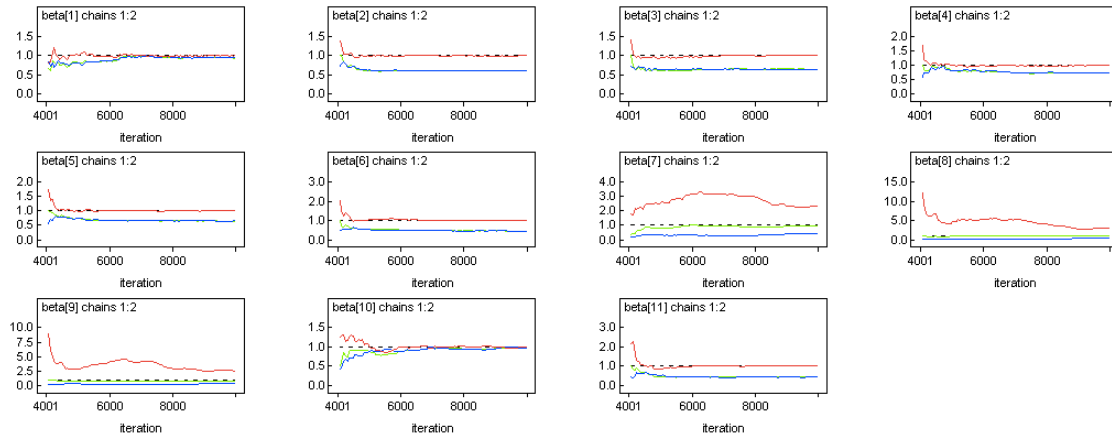 beta[1] chains 1:2
1.5
1.0
0.5
0.0
4001 6000 8000
iteration
beta[2] chains 1:2
1.5
1.0
0.5
0.0
4001 6000 8000
iteration
beta[3] chains 1:2
1.5
1.0
0.5
0.0
4001 6000 8000
iteration
beta[4] chains 1:2
2.0
1.5
1.0
0.5
0.0
4001 6000 8000
iteration
beta[5] chains 1:2
2.0
1.5
1.0
0.5
0.0
4001 6000 8000
iteration
beta[6] chains 1:2
3.0
2.0
1.0
0.0
4001 6000 8000
iteration
beta[7] chains 1:2
4.0
3.0
2.0
1.0
0.0
4001 6000 8000
iteration
beta[8] chains 1:2
15.0
10.0
5.0
0.0
4001 6000 8000
iteration
beta[9] chains 1:2
10.0
7.5
5.0
2.5
0.0
4001 6000 8000
iteration
beta[10] chains 1:2
1.5
1.0
0.5
0.0
4001 6000 8000
iteration
beta[11] chains 1:2
3.0
2.0
1.0
0.0
4001 6000 8000
iteration